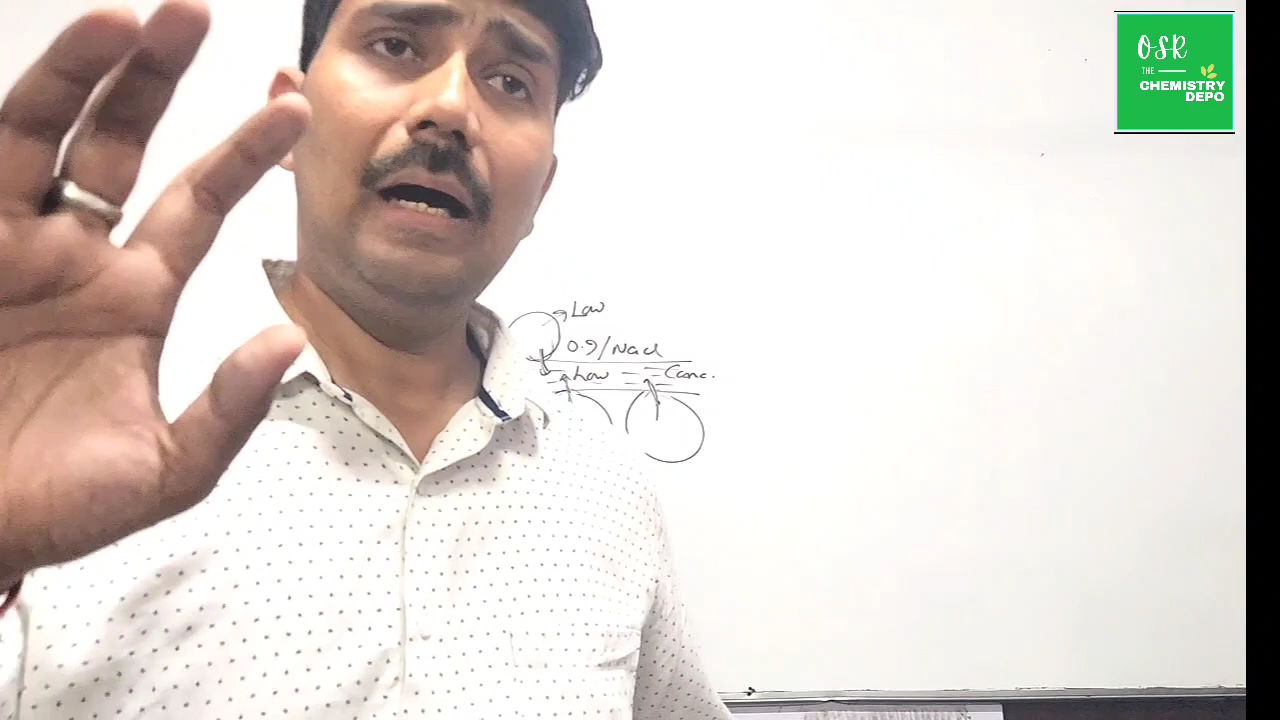 OSR
THE
CHEMISTRY
DEPO
Low
0.9/Nacl
Low Conc.